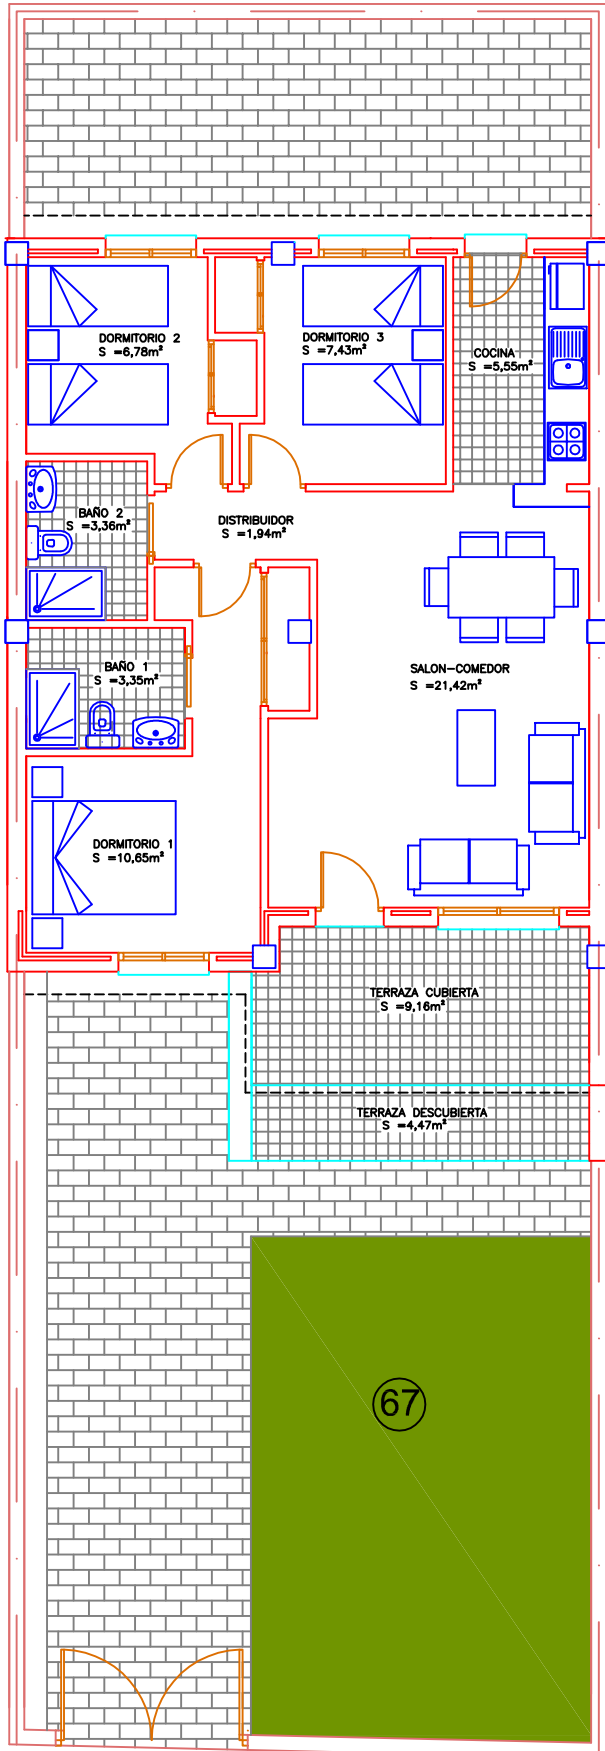 DORMITORIO 2
S =6,78m²
DORMITORIO 3
S =7,43m²
COCINA
S =5,55m²
BAÑO 2
S =3,36m²
DISTRIBUIDOR
S =1,94m²
BAÑO 1
S =3,35m²
SALON-COMEDOR
S =21,42m²
DORMITORIO 1
S =10,65m²
TERRAZA CUBIERTA
S =9,16m²
TERRAZA DESCUBIERTA
S =4,47m²
67